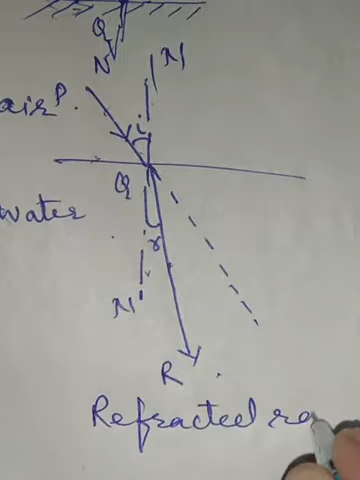 Q
N
N
air P.
i
Q
water
r
N'
R
Refracted ra